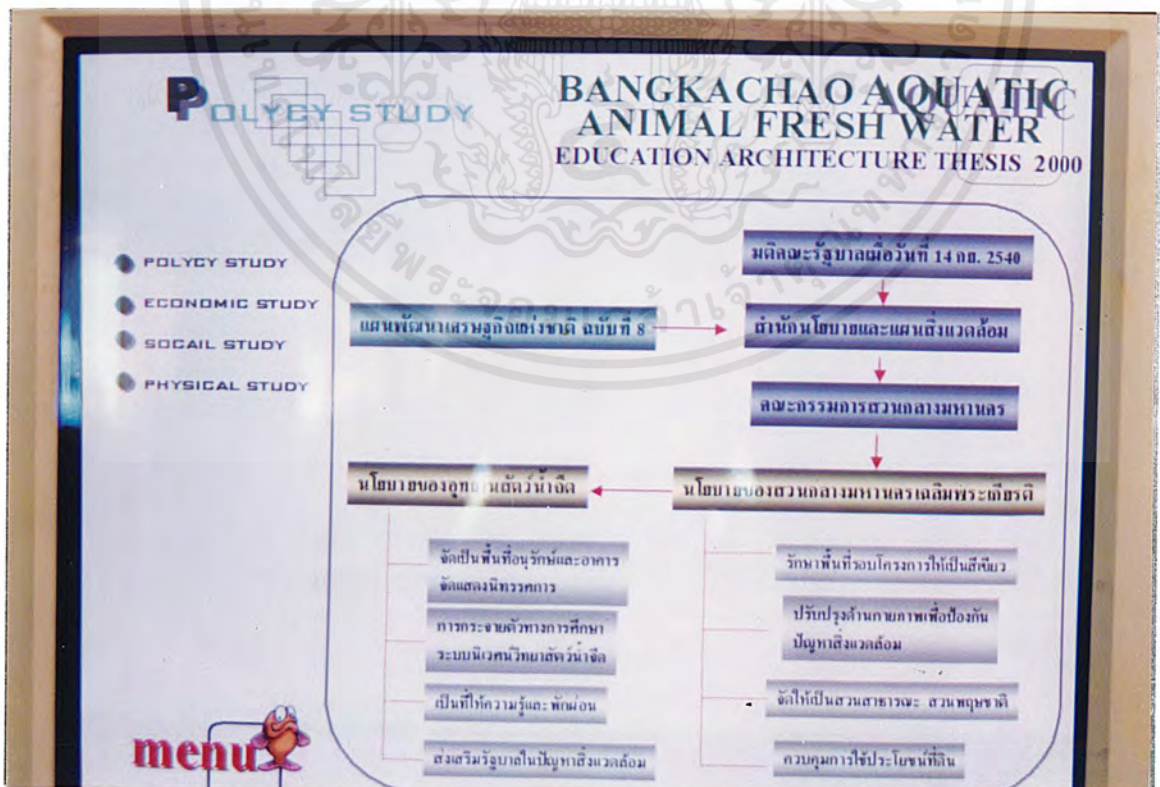 POLYCY STUDY
BANGKACHAO AQUATIC
ANIMAL FRESH WATER
EDUCATION ARCHITECTURE THESIS 2000
POLYCY STUDY
ECONOMIC STUDY
SOCAIL STUDY
PHYSICAL STUDY
มติคณะรัฐบาลเมื่อวันที่ 14 กย. 2540
แผนพัฒนาเศรษฐกิจแห่งชาติ ฉบับที่ 8
สำนักนโยบายและแผนสิ่งแวดล้อม
คณะกรรมการสวนกลางมหานคร
นโยบายของอุทยานสัตว์น้ำจืด
นโยบายของสวนกลางมหานครเฉลิมพระเกียรติ
จัดเป็นพื้นที่อนุรักษ์และอาคาร
จัดแสดงนิทรรศการ
การกระจายตัวทางการศึกษา
ระบบนิเวศน์วิทยาสัตว์น้ำจืด
เป็นที่ให้ความรู้และพักผ่อน
ส่งเสริมรัฐบาลในปัญหาสิ่งแวดล้อม
รักษาพื้นที่รอบโครงการให้เป็นสีเขียว
ปรับปรุงด้านกายภาพเพื่อป้องกัน
ปัญหาสิ่งแวดล้อม
จัดให้เป็นสวนสาธารณะ สวนพฤษชาติ
ควบคุมการใช้ประโยชน์ที่ดิน
menu